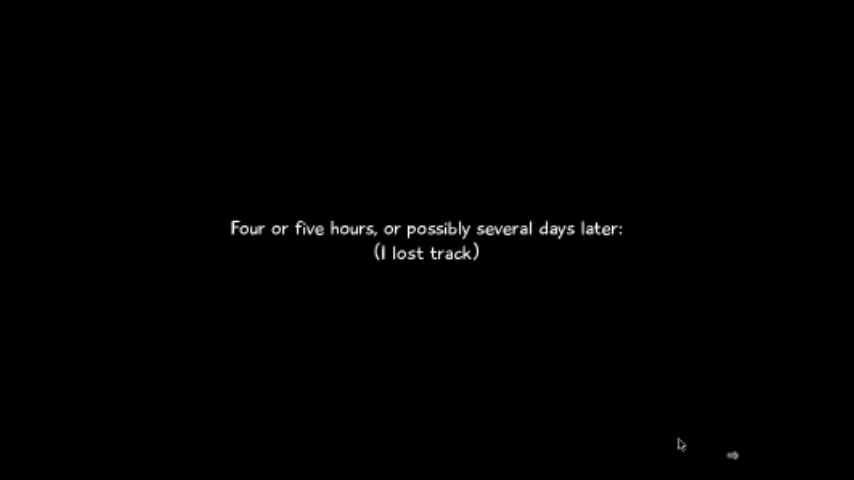 Four or five hours, or possibly several days later:
(I lost track)